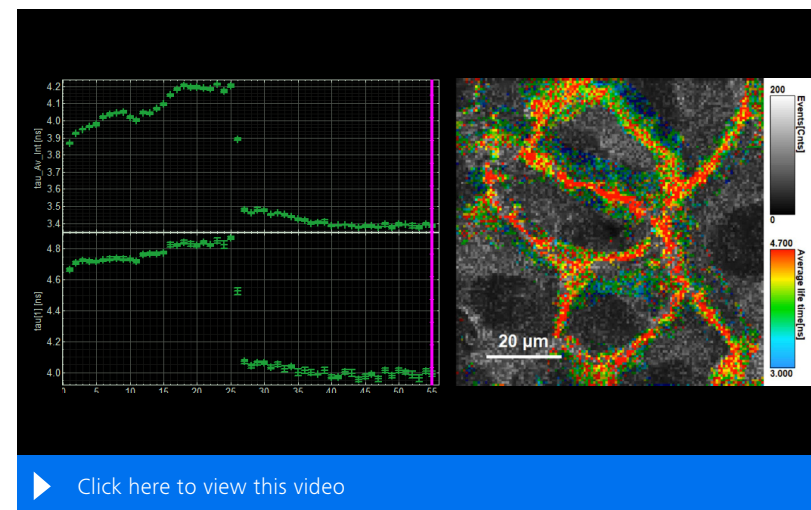 4.2
4.1
4.0
3.9
3.8
3.7
3.6
3.5
3.4
tau_Av_Int [ns]
4.8
4.6
4.4
4.2
4.0
tau[1] [ns]
0 5 10 15 20 25 30 35 40 45 50 55
20 µm
200
Events[Cnts]
0
4.700
Average life time[ns]
3.000
Click here to view this video